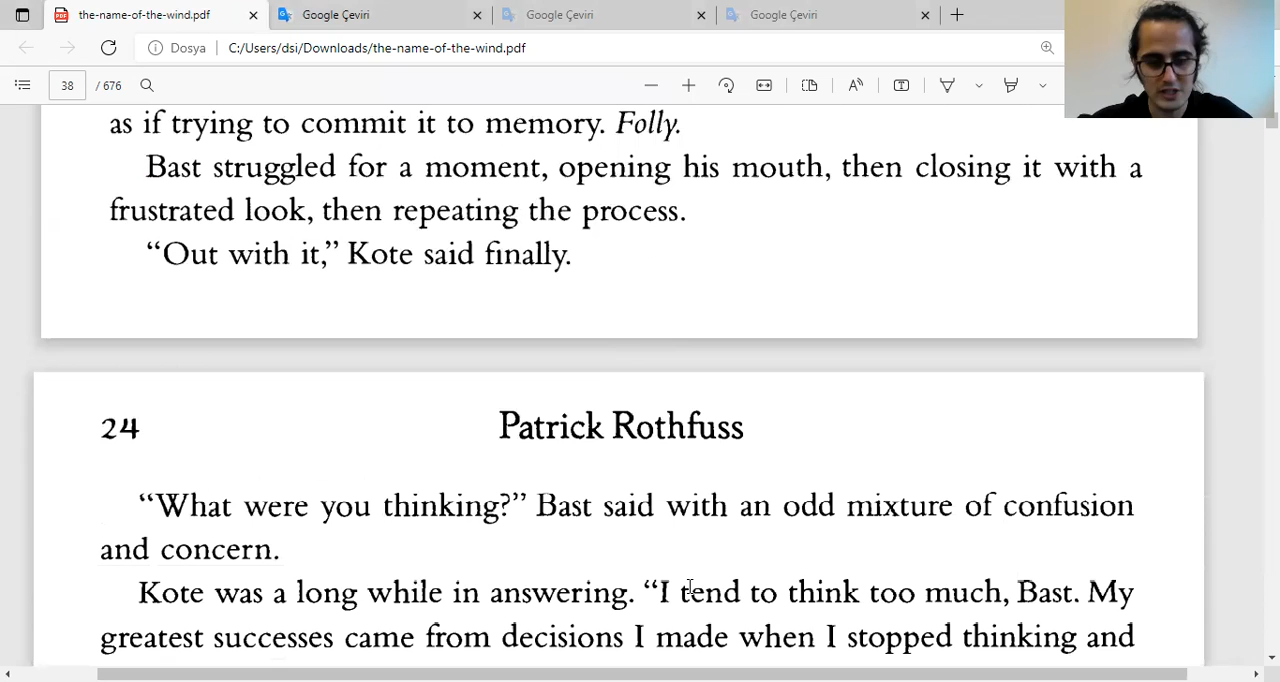 the-name-of-the-wind.pdf
Google Çeviri
Google Çeviri
Google Çeviri
Dosya
C:/Users/dsi/Downloads/the-name-of-the-wind.pdf
38
/ 676
as if trying to commit it to memory. Folly.
Bast struggled for a moment, opening his mouth, then closing it with a
frustrated look, then repeating the process.
“Out with it,” Kote said finally.
24
Patrick Rothfuss
“What were you thinking?” Bast said with an odd mixture of confusion
and concern.
Kote was a long while in answering. “I tend to think too much, Bast. My
greatest successes came from decisions I made when I stopped thinking and